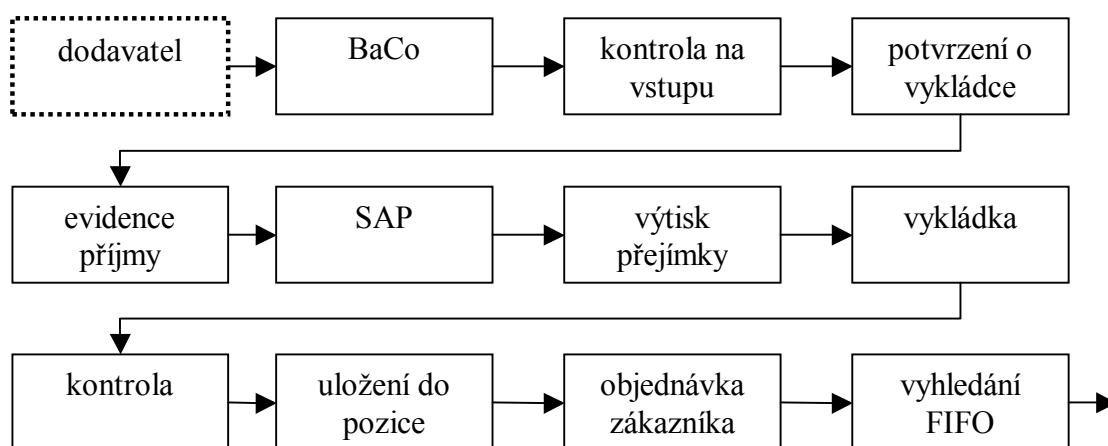 dodavatel
BaCo
kontrola na
vstupu
potvrzení o
vykládce
evidence
příjmy
SAP
výtisk
přejímky
vykládka
kontrola
uložení do
pozice
objednávka
zákazníka
vyhledání
FIFO